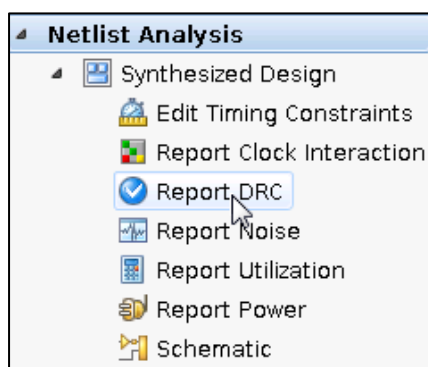 Netlist Analysis
Synthesized Design
Edit Timing Constraints
Report Clock Interaction
Report DRC
Report Noise
Report Utilization
Report Power
Schematic